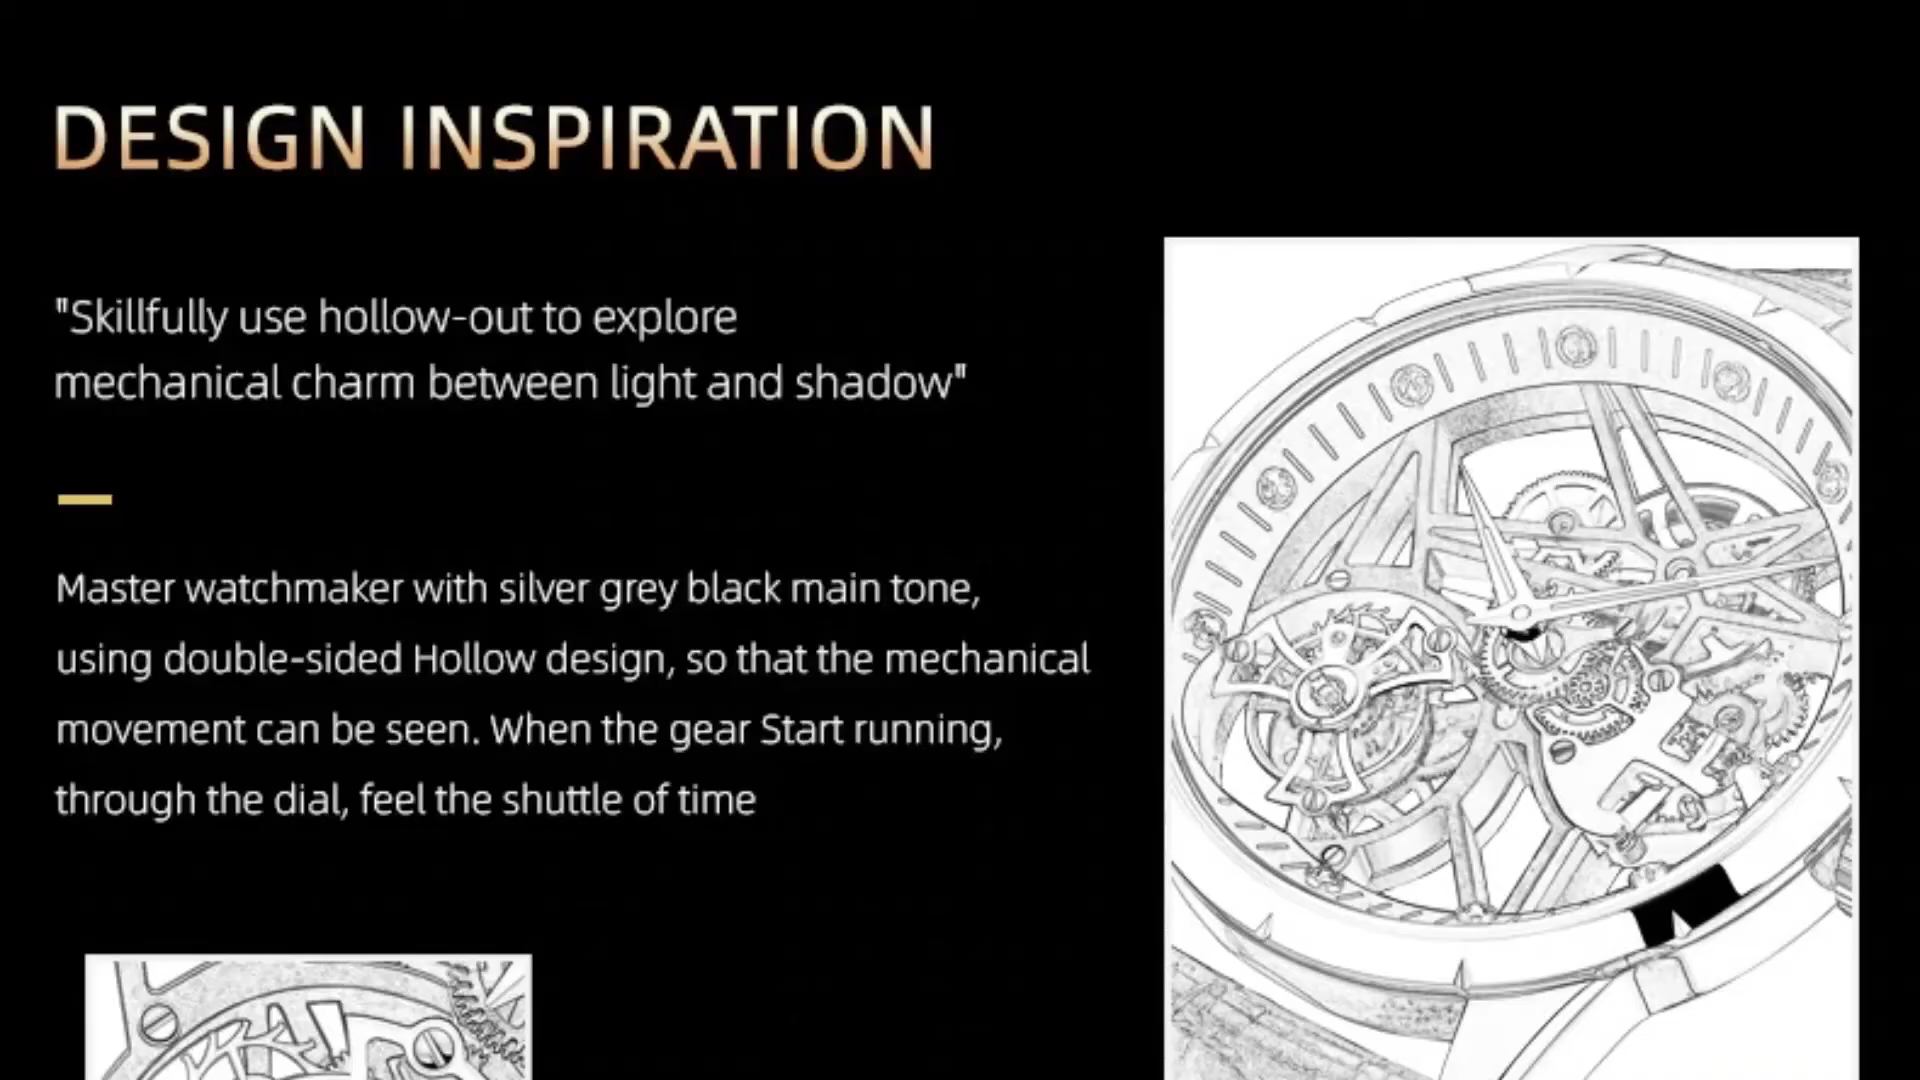 DESIGN INSPIRATION
"Skillfully use hollow-out to explore
mechanical charm between light and shadow"
Master watchmaker with silver grey black main tone,
using double-sided Hollow design, so that the mechanical
movement can be seen. When the gear Start running,
through the dial, feel the shuttle of time